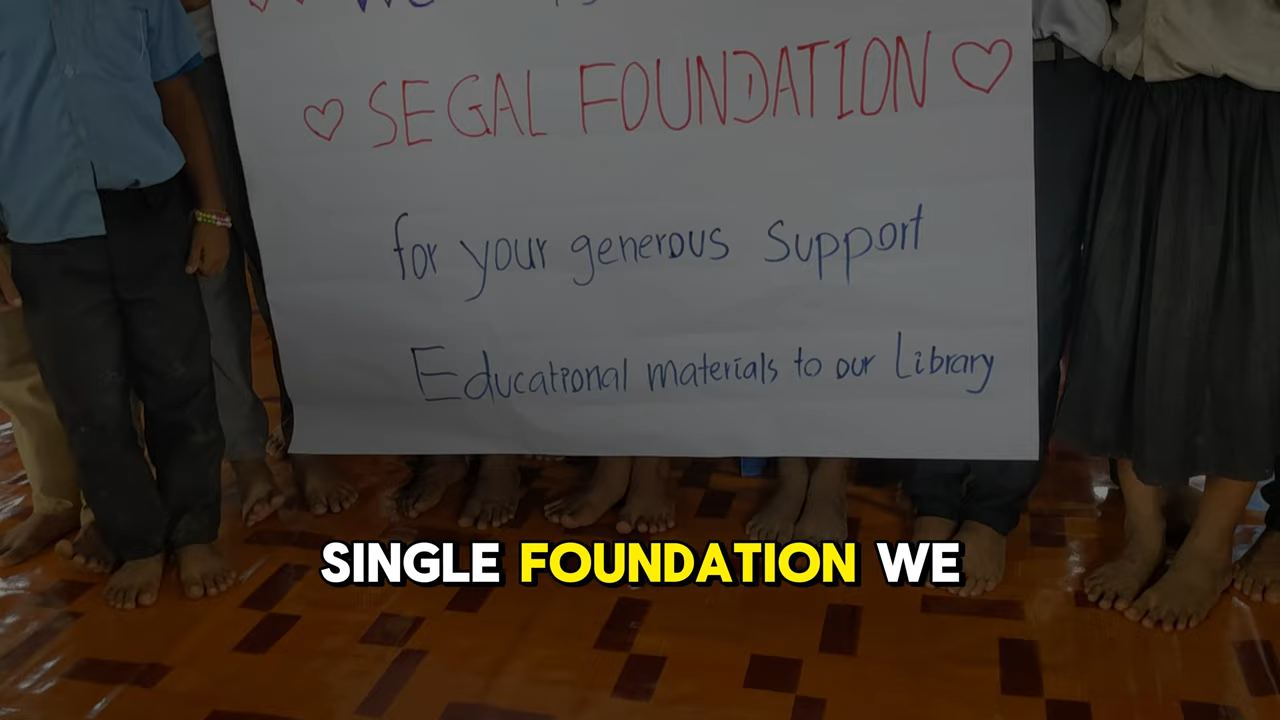 SEGAL FOUNDATION
for your generous Support
Educational materials to our Library
SINGLE FOUNDATION WE